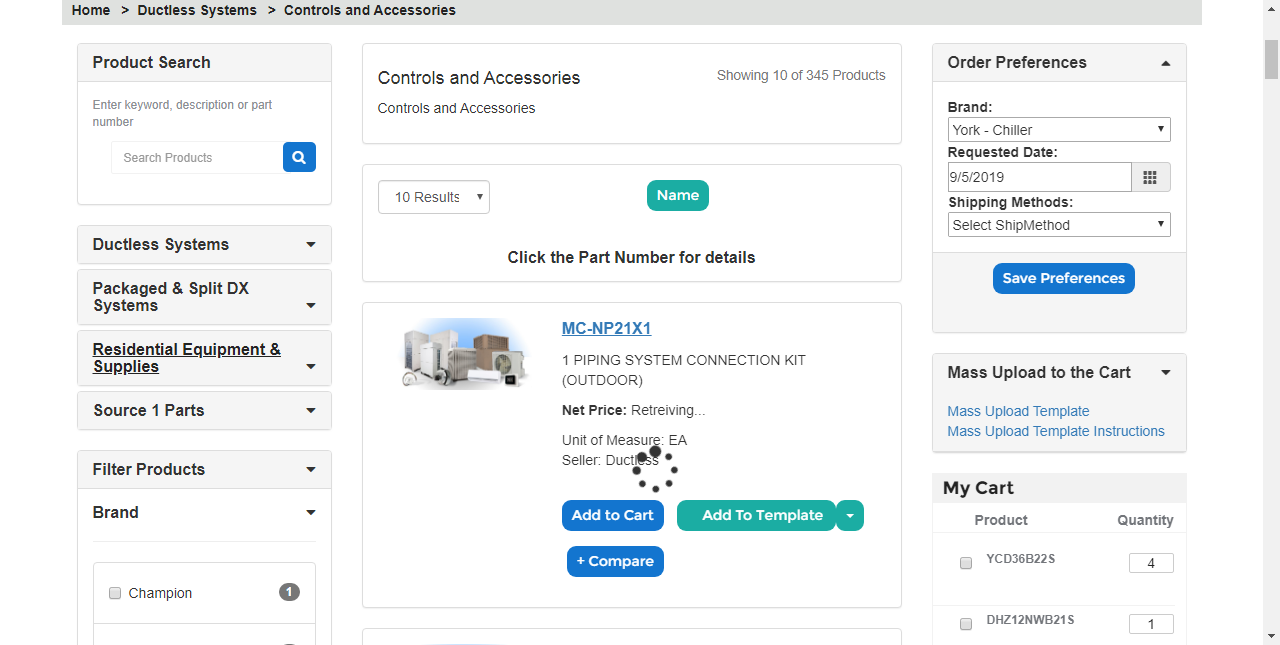 Home > Ductless Systems > Controls and Accessories
Product Search
Enter keyword, description or part
number
Search Products
Ductless Systems
Packaged & Split DX
Systems
Residential Equipment &
Supplies
Source 1 Parts
Filter Products
Brand
Champion 1
Controls and Accessories
Showing 10 of 345 Products
Controls and Accessories
10 Results
Name
Click the Part Number for details
MC-NP21X1
1 PIPING SYSTEM CONNECTION KIT
(OUTDOOR)
Net Price: Retreiving...
Unit of Measure: EA
Seller: Ductless
Add to Cart
Add To Template
+ Compare
Order Preferences
Brand:
York - Chiller
Requested Date:
9/5/2019
Shipping Methods:
Select ShipMethod
Save Preferences
Mass Upload to the Cart
Mass Upload Template
Mass Upload Template Instructions
My Cart
Product Quantity
YCD36B22S 4
DHZ12NWB21S 1